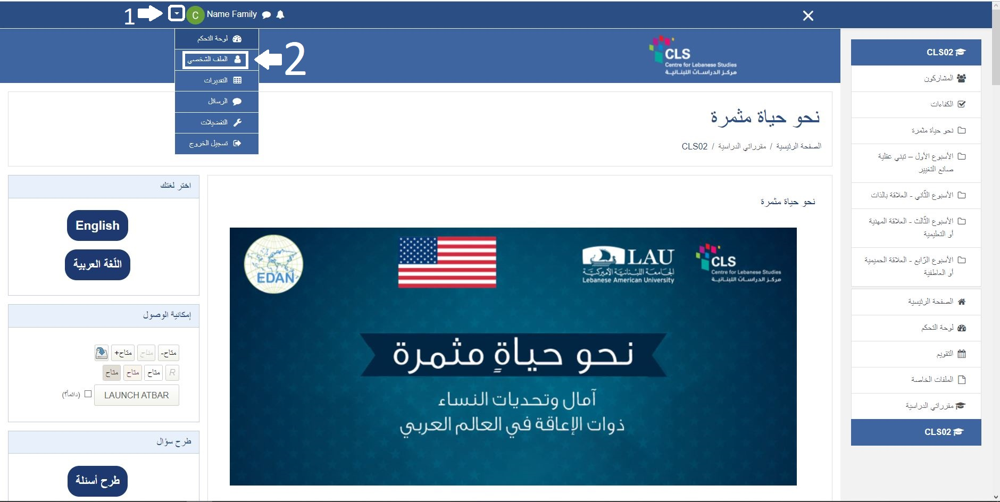 1
C
Name Family
لوحة التحكم
الملف الشخصي
2
التقديرات
الرسائل
التفضيلات
تسجيل الخروج
CLS
Centre for Lebanese Studies
مركز الدراسات اللبنانية
CLS02
المشاركون
الكفاءات
نحو حياة مثمرة
الأسبوع الأول – تبني عقلية
صانع التغيير
الأسبوع الثّاني - العلاقة بالذات
الأسبوع الثّالث - العلاقة المهنية
أو التعليمية
الأسبوع الرّابع - العلاقة الحميمية
أو العاطفية
الصفحة الرئيسية
لوحة التحكم
التقويم
الملفات الخاصة
مقرراتي الدراسية
CLS02
نحو حياة مثمرة
الصفحة الرئيسية / مقرراتي الدراسية / CLS02
نحو حياة مثمرة
CLS
Centre for Lebanese Studies
مركز الدراسات اللبنانية
LAU
الجامعة اللبنانية الأميركية
Lebanese American University
EDAN
نحو حياةٍ مثمرة
آمال وتحديات النساء
ذوات الإعاقة في العالم العربي
اختر لغتك
English
اللّغة العربية
إمكانية الوصول
متاح- متاح متاح+
R متاح متاح متاح
LAUNCH ATBAR (دائماً؟)
طرح سؤال
طرح أسئلة